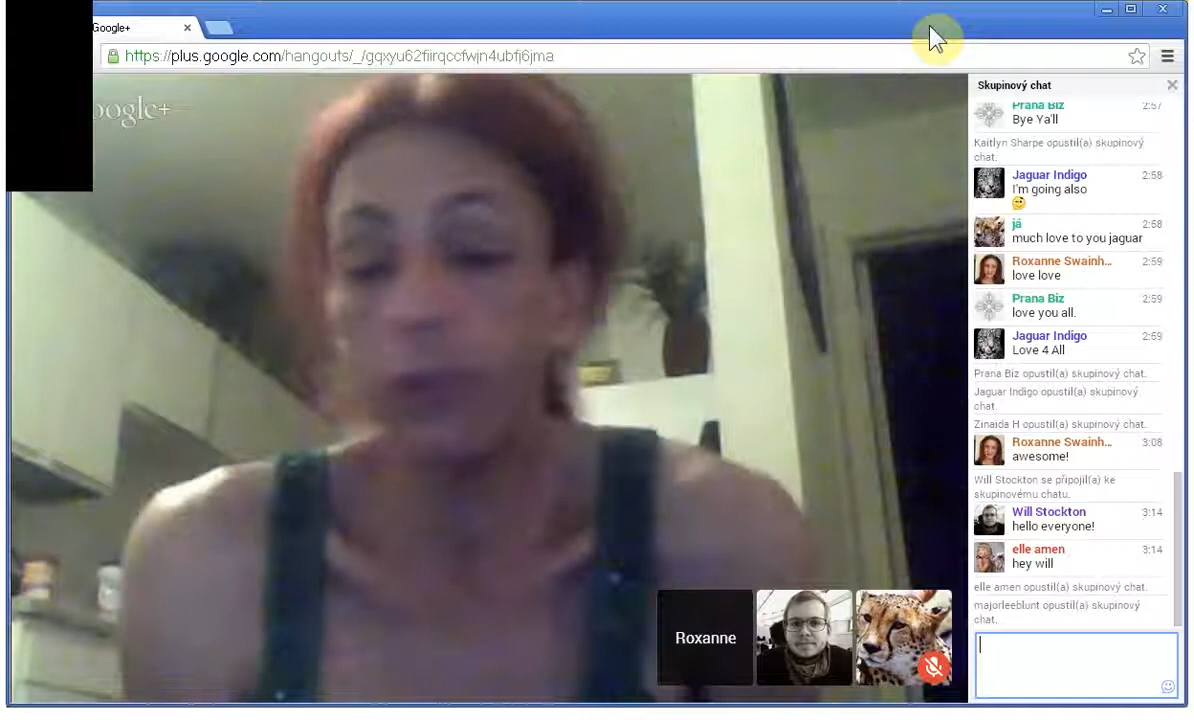 Google+
https://plus.google.com/hangouts/_/gqxyu62fiirqccfwjn4ubfj6jma
oogle+
Skupinový chat
Prana Biz 2:57
Bye Ya'll
Kaitlyn Sharpe opustil(a) skupinový
chat.
Jaguar Indigo 2:58
I'm going also
já 2:58
much love to you jaguar
Roxanne Swainh... 2:59
love love
Prana Biz 2:59
love you all.
Jaguar Indigo 2:59
Love 4 All
Prana Biz opustil(a) skupinový chat.
Jaguar Indigo opustil(a) skupinový
chat.
Zinaida H opustil(a) skupinový chat.
Roxanne Swainh... 3:08
awesome!
Will Stockton se připojil(a) ke
skupinovému chatu.
Will Stockton 3:14
hello everyone!
elle amen 3:14
hey will
elle amen opustil(a) skupinový chat.
majorleeblunt opustil(a) skupinový
chat.
Roxanne